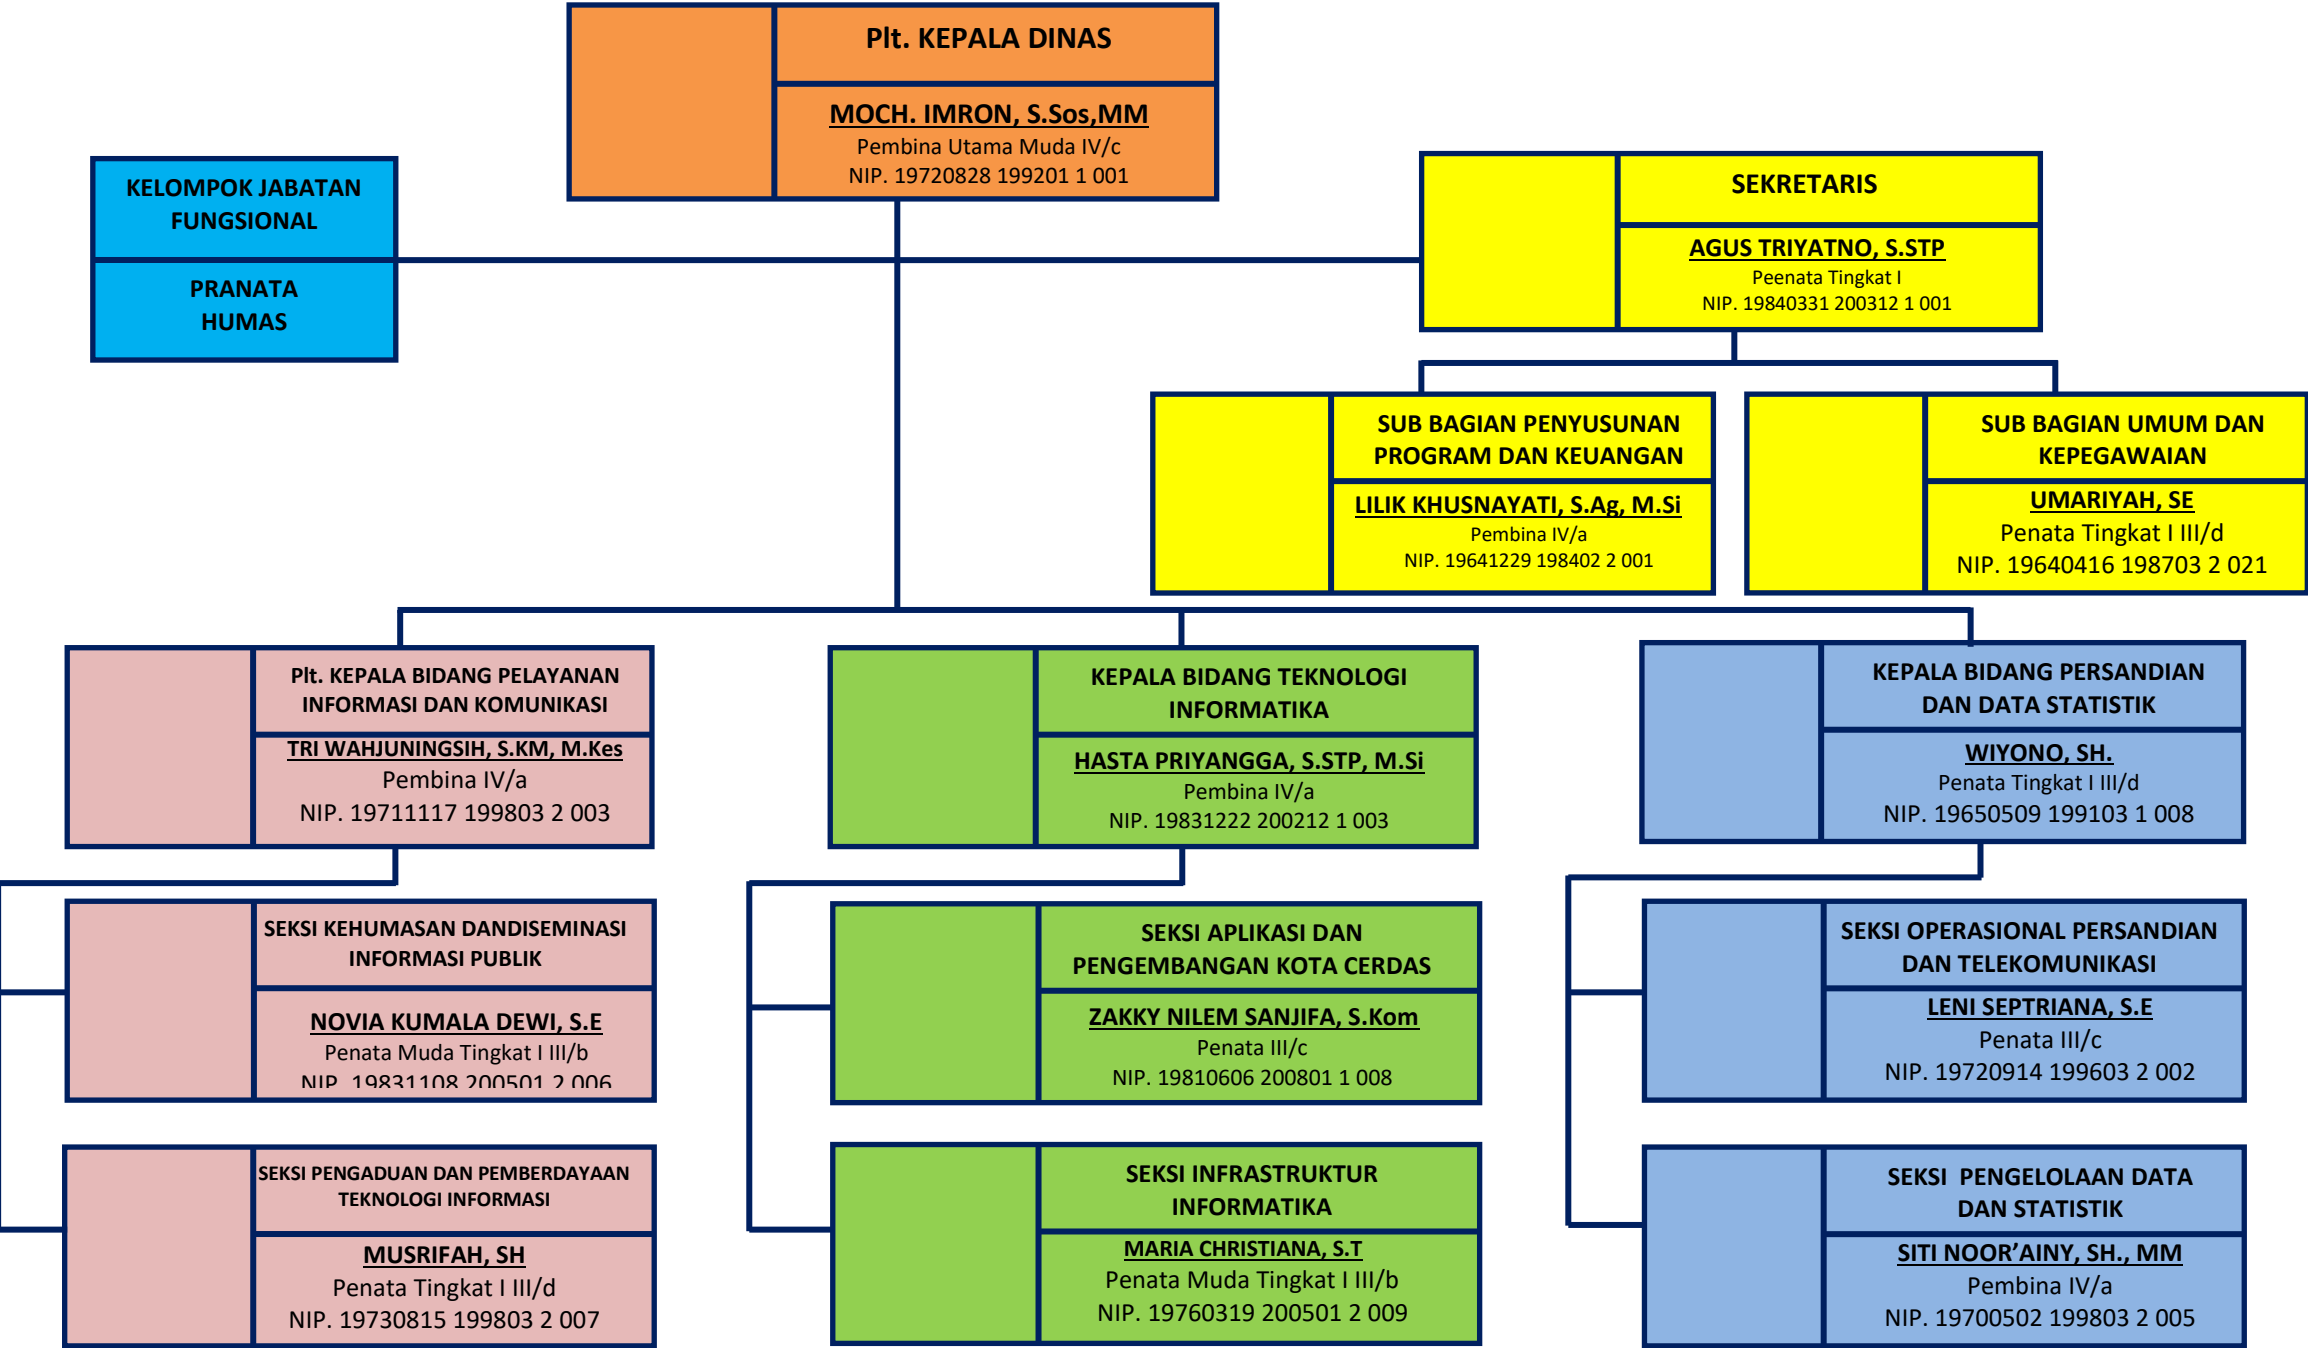 Plt. KEPALA DINAS
MOCH. IMRON, S.Sos,MM
Pembina Utama Muda IV/c
NIP. 19720828 199201 1 001
KELOMPOK JABATAN
FUNGSIONAL
PRANATA
HUMAS
SEKRETARIS
AGUS TRIYATNO, S.STP
Peenata Tingkat I
NIP. 19840331 200312 1 001
SUB BAGIAN PENYUSUNAN
PROGRAM DAN KEUANGAN
LILIK KHUSNAYATI, S.Ag, M.Si
Pembina IV/a
NIP. 19641229 198402 2 001
SUB BAGIAN UMUM DAN
KEPEGAWAIAN
UMARIYAH, SE
Penata Tingkat I III/d
NIP. 19640416 198703 2 021
Plt. KEPALA BIDANG PELAYANAN
INFORMASI DAN KOMUNIKASI
TRI WAHJUNINGSIH, S.KM, M.Kes
Pembina IV/a
NIP. 19711117 199803 2 003
KEPALA BIDANG TEKNOLOGI
INFORMATIKA
HASTA PRIYANGGA, S.STP, M.Si
Pembina IV/a
NIP. 19831222 200212 1 003
KEPALA BIDANG PERSANDIAN
DAN DATA STATISTIK
WIYONO, SH.
Penata Tingkat I III/d
NIP. 19650509 199103 1 008
SEKSI KEHUMASAN DANDISEMINASI
INFORMASI PUBLIK
NOVIA KUMALA DEWI, S.E
Penata Muda Tingkat I III/b
NIP. 19831108 200501 2 006
SEKSI APLIKASI DAN
PENGEMBANGAN KOTA CERDAS
ZAKKY NILEM SANJIFA, S.Kom
Penata III/c
NIP. 19810606 200801 1 008
SEKSI OPERASIONAL PERSANDIAN
DAN TELEKOMUNIKASI
LENI SEPTRIANA, S.E
Penata III/c
NIP. 19720914 199603 2 002
SEKSI PENGADUAN DAN PEMBERDAYAAN
TEKNOLOGI INFORMASI
MUSRIFAH, SH
Penata Tingkat I III/d
NIP. 19730815 199803 2 007
SEKSI INFRASTRUKTUR
INFORMATIKA
MARIA CHRISTIANA, S.T
Penata Muda Tingkat I III/b
NIP. 19760319 200501 2 009
SEKSI PENGELOLAAN DATA
DAN STATISTIK
SITI NOOR’AINY, SH., MM
Pembina IV/a
NIP. 19700502 199803 2 005